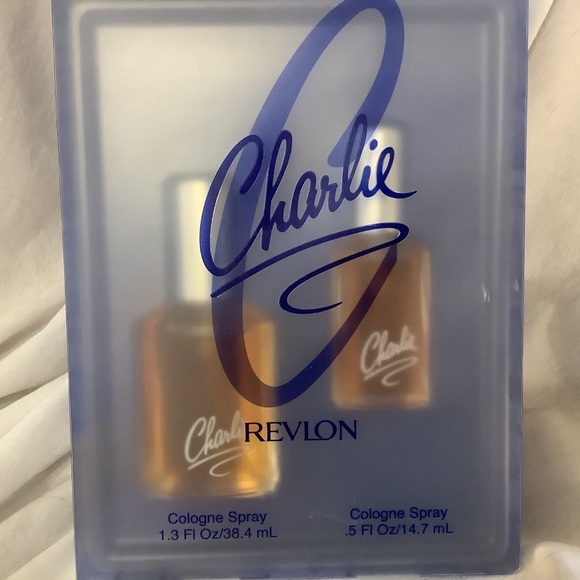 Charlie
Charlie
Charlie
REVLON
Cologne Spray
1.3 Fl Oz/38.4 mL
Cologne Spray
.5 Fl Oz/14.7 mL